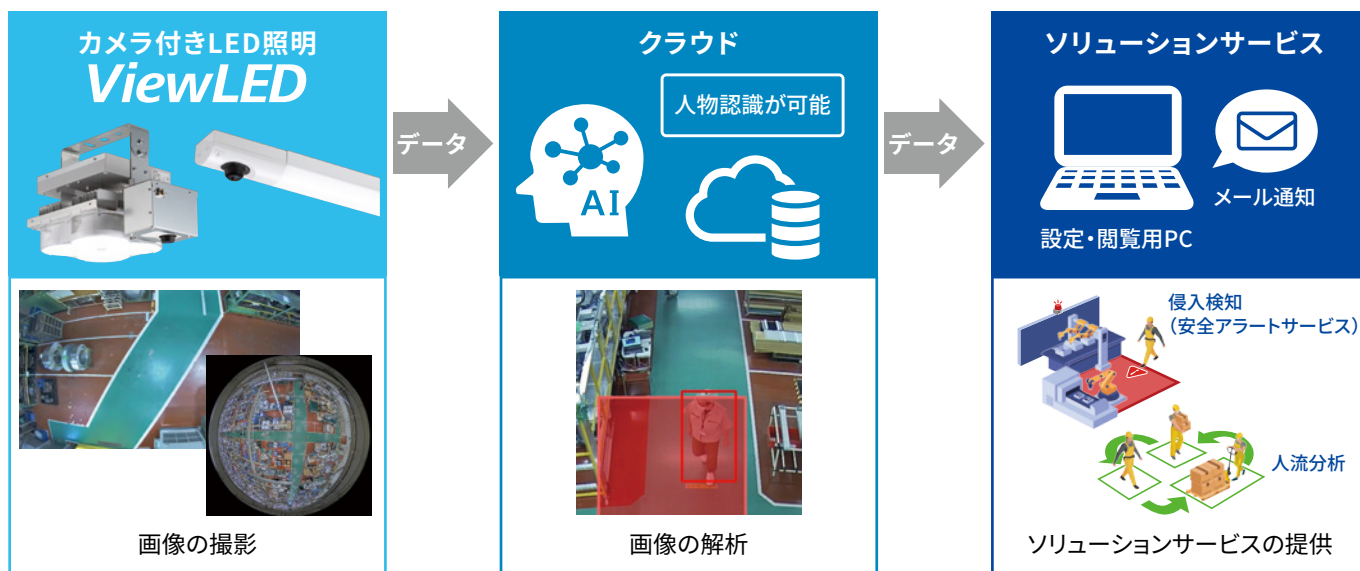 カメラ付きLED照明
ViewLED
画像の撮影
データ
クラウド
人物認識が可能
AI
画像の解析
データ
ソリューションサービス
メール通知
設定・閲覧用PC
侵入検知
（安全アラートサービス）
人流分析
ソリューションサービスの提供